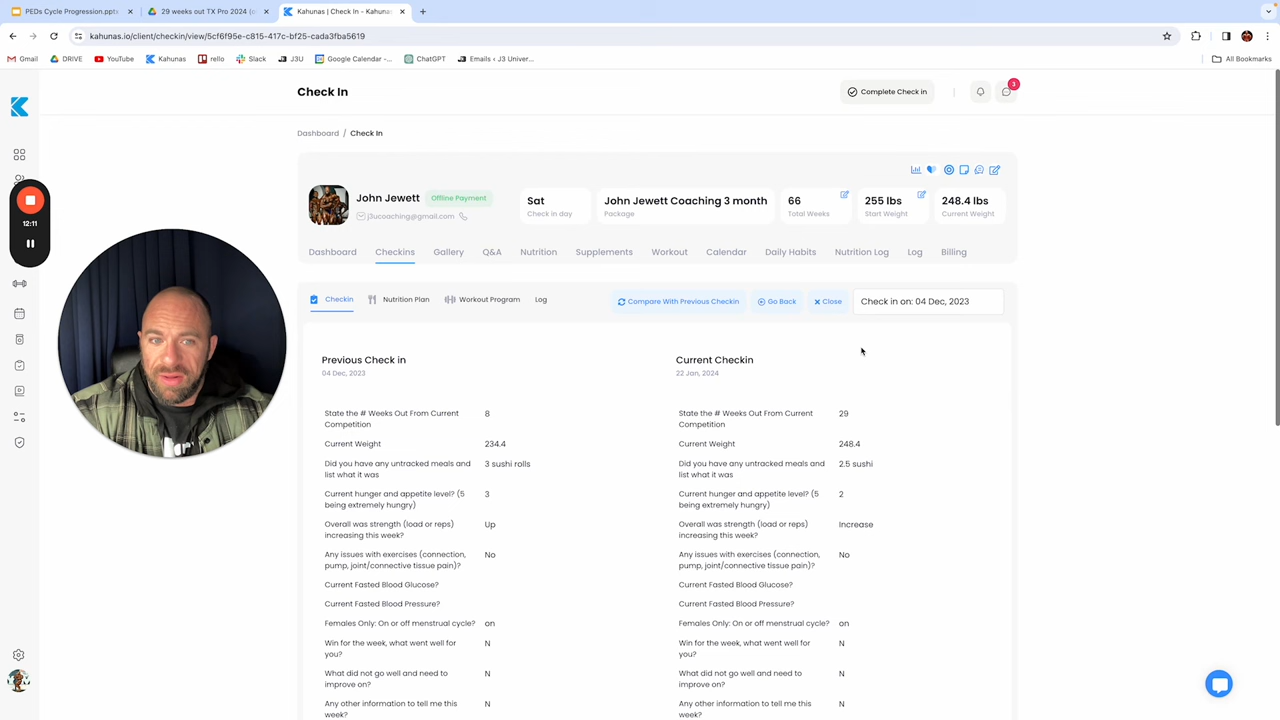 PEDs Cycle Progression.pptx
29 weeks out TX Pro 2024 (o
Kahunas | Check In - Kahuna
kahunas.io/client/checkin/view/5cf6f95e-c815-417c-bf25-cada3fba5619
Gmail DRIVE YouTube Kahunas rello Slack J3U Google Calendar -... ChatGPT Emails ‹ J3 Univer... All Bookmarks
Check In
Complete Check in
3
Dashboard / Check In
John Jewett Offline Payment
j3ucoaching@gmail.com
Sat
Check in day
John Jewett Coaching 3 month
Package
66
Total Weeks
255 lbs
Start Weight
248.4 lbs
Current Weight
12:11
Dashboard Checkins Gallery Q&A Nutrition Supplements Workout Calendar Daily Habits Nutrition Log Log Billing
Checkin Nutrition Plan Workout Program Log Compare With Previous Checkin Go Back Close Check in on: 04 Dec, 2023
Previous Check in
04 Dec, 2023
State the # Weeks Out From Current
Competition
8
Current Weight 234.4
Did you have any untracked meals and
list what it was
3 sushi rolls
Current hunger and appetite level? (5
being extremely hungry)
3
Overall was strength (load or reps)
increasing this week?
Up
Any issues with exercises (connection,
pump, joint/connective tissue pain)?
No
Current Fasted Blood Glucose?
Current Fasted Blood Pressure?
Females Only: On or off menstrual cycle? on
Win for the week, what went well for
you?
N
What did not go well and need to
improve on?
N
Any other information to tell me this
week?
N
Current Checkin
22 Jan, 2024
State the # Weeks Out From Current
Competition
29
Current Weight 248.4
Did you have any untracked meals and
list what it was
2.5 sushi
Current hunger and appetite level? (5
being extremely hungry)
2
Overall was strength (load or reps)
increasing this week?
Increase
Any issues with exercises (connection,
pump, joint/connective tissue pain)?
No
Current Fasted Blood Glucose?
Current Fasted Blood Pressure?
Females Only: On or off menstrual cycle? on
Win for the week, what went well for
you?
N
What did not go well and need to
improve on?
N
Any other information to tell me this
week?
N